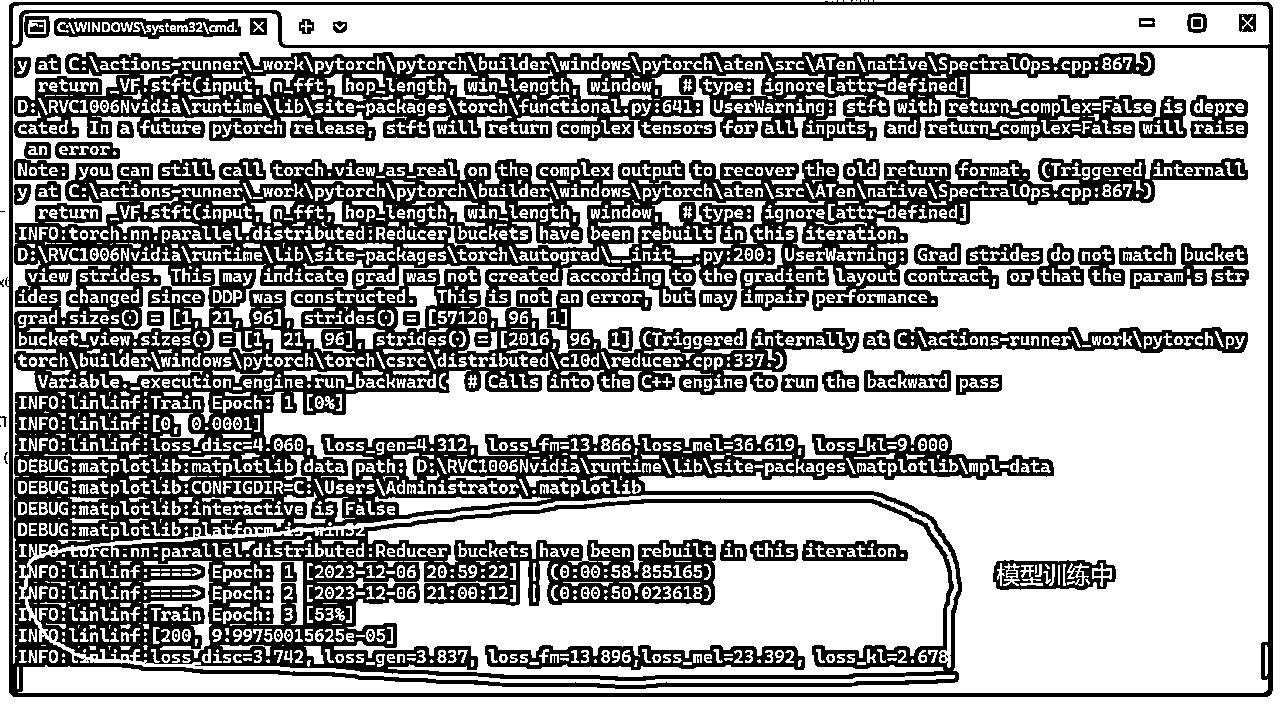 C:\WINDOWS\system32\cmd.
y at C:\actions-runner\_work\pytorch\pytorch\builder\windows\pytorch\aten\src\ATen\native\SpectralOps.cpp:867.)
  return _VF.stft(input, n_fft, hop_length, win_length, window,  # type: ignore[attr-defined]
D:\RVC1006Nvidia\runtime\lib\site-packages\torch\functional.py:641: UserWarning: stft with return_complex=False is depre
cated. In a future pytorch release, stft will return complex tensors for all inputs, and return_complex=False will raise
 an error.
Note: you can still call torch.view_as_real on the complex output to recover the old return format. (Triggered internall
y at C:\actions-runner\_work\pytorch\pytorch\builder\windows\pytorch\aten\src\ATen\native\SpectralOps.cpp:867.)
  return _VF.stft(input, n_fft, hop_length, win_length, window,  # type: ignore[attr-defined]
INFO:torch.nn.parallel.distributed:Reducer buckets have been rebuilt in this iteration.
D:\RVC1006Nvidia\runtime\lib\site-packages\torch\autograd\__init__.py:200: UserWarning: Grad strides do not match bucket
 view strides. This may indicate grad was not created according to the gradient layout contract, or that the param's str
ides changed since DDP was constructed.  This is not an error, but may impair performance.
grad.sizes() = [1, 21, 96], strides() = [57120, 96, 1]
bucket_view.sizes() = [1, 21, 96], strides() = [2016, 96, 1] (Triggered internally at C:\actions-runner\_work\pytorch\py
torch\builder\windows\pytorch\torch\csrc\distributed\c10d\reducer.cpp:337.)
  Variable._execution_engine.run_backward(  # Calls into the C++ engine to run the backward pass
INFO:linlinf:Train Epoch: 1 [0%]
INFO:linlinf:[0, 0.0001]
INFO:linlinf:loss_disc=4.060, loss_gen=4.312, loss_fm=13.866,loss_mel=36.619, loss_kl=9.000
DEBUG:matplotlib:matplotlib data path: D:\RVC1006Nvidia\runtime\lib\site-packages\matplotlib\mpl-data
DEBUG:matplotlib:CONFIGDIR=C:\Users\Administrator\.matplotlib
DEBUG:matplotlib:interactive is False
DEBUG:matplotlib:platform is win32
INFO:torch.nn.parallel.distributed:Reducer buckets have been rebuilt in this iteration.
INFO:linlinf:====> Epoch: 1 [2023-12-06 20:59:22] | (0:00:58.855165)
INFO:linlinf:====> Epoch: 2 [2023-12-06 21:00:12] | (0:00:50.023618)
模型训练中
INFO:linlinf:Train Epoch: 3 [53%]
INFO:linlinf:[200, 9.99750015625e-05]
INFO:linlinf:loss_disc=3.742, loss_gen=3.837, loss_fm=13.896,loss_mel=23.392, loss_kl=2.678